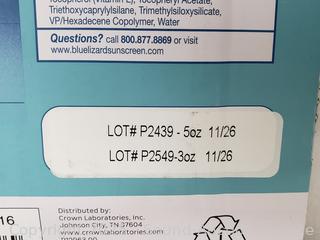 Tocopherol (Vitamin E), Tocopheryl Acetate,
Triethoxycaprylylsilane, Trimethylsiloxysilicate,
VP/Hexadecene Copolymer, Water
Questions? call 800.877.8869 or visit
www.bluelizardsunscreen.com
LOT# P2439 - 5oz 11/26
LOT# P2549-3oz 11/26
16
Distributed by:
Crown Laboratories, Inc.
Johnson City, TN 37604
www.crownlaboratories.com